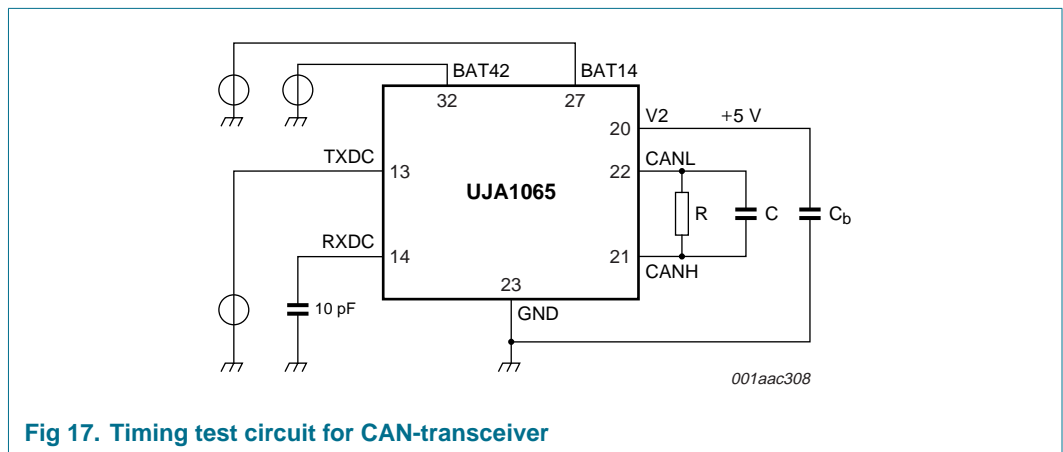 BAT42 BAT14
32 27
20 V2 +5 V
TXDC 13
22 CANL
UJA1065
R C Cb
RXDC 14
21 CANH
10 pF
23
GND
001aac308
Fig 17. Timing test circuit for CAN-transceiver